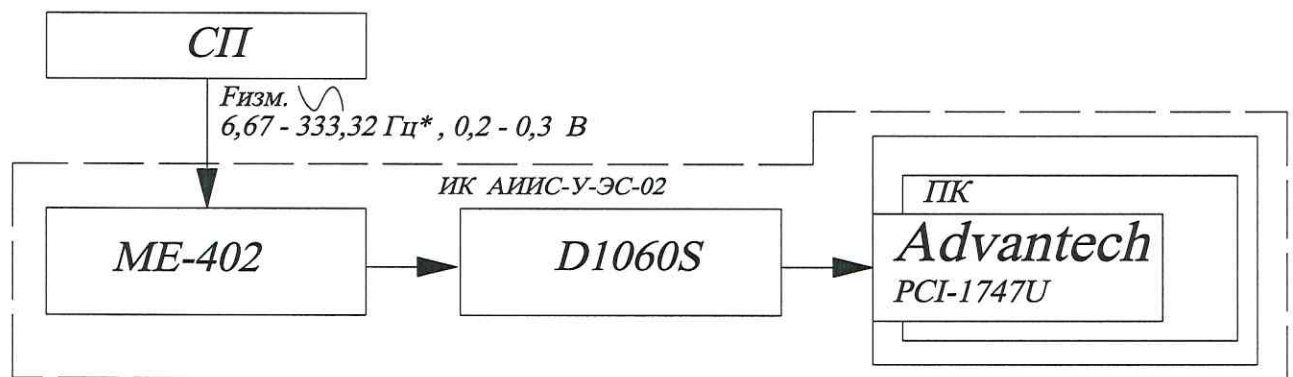 СП
Fизм.
6,67 - 333,32 Гц* , 0,2 - 0,3 В
ИК АИИС-У-ЭС-02
МЕ-402
D1060S
ПК
Advantech
PCI-1747U